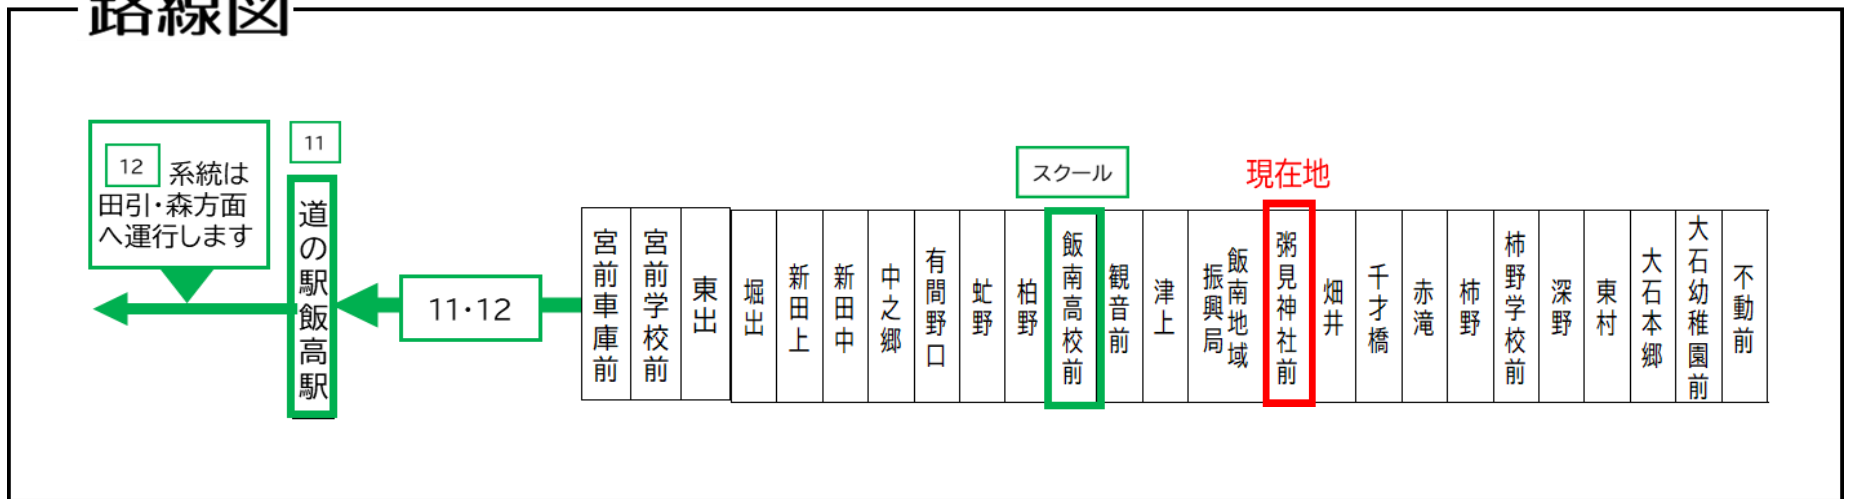 路線図
12 系統は
田引・森方面
へ運行します
11
道の駅飯高駅
11・12
スクール
現在地
宮前車庫前
宮前学校前
東出
堀出
新田上
新田中
中之郷
有間野口
虻野
柏野
飯南高校前
観音前
津上
飯南地域
振興局
粥見神社前
畑井
千才橋
赤滝
柿野
柿野学校前
深野
東村
大石本郷
大石幼稚園前
不動前